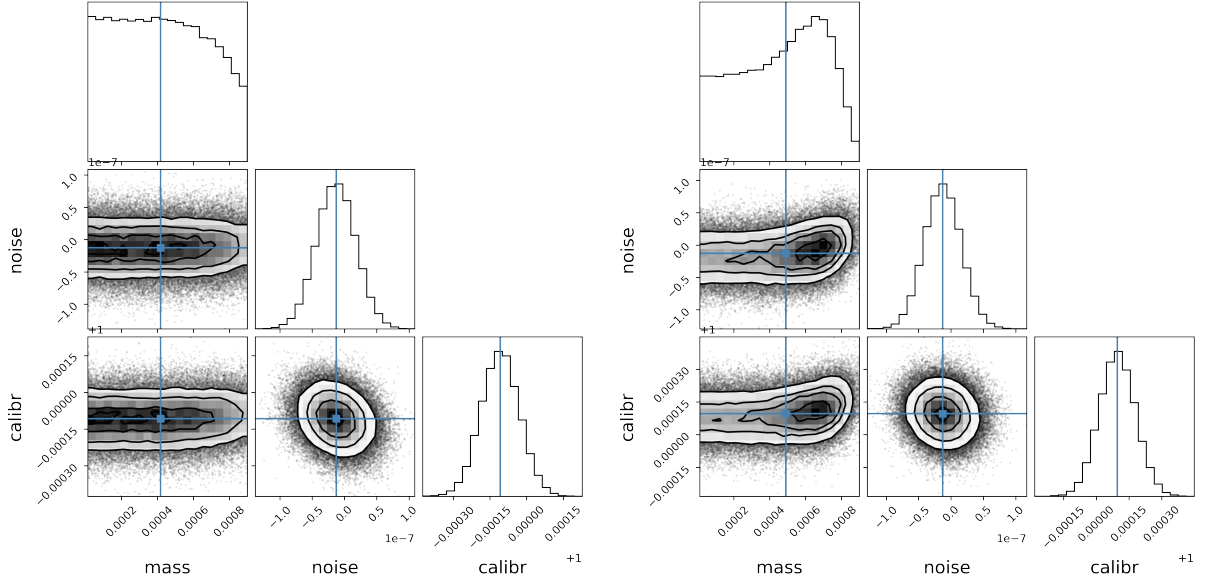 1e−7 1e−7
noise 1.0 0.5 0.0 −0.5 −1.0 noise 1.0 0.5 0.0 −0.5 −1.0
+1 +1
calibr 0.00015 0.00000 −0.00015 −0.00030 calibr 0.00030 0.00015 0.00000 −0.00015
0.0002 0.0004 0.0006 0.0008 −1.0 −0.5 0.0 0.5 1.0 −0.00030 −0.00015 0.00000 0.00015 0.0002 0.0004 0.0006 0.0008 −1.0 −0.5 0.0 0.5 1.0 −0.00015 0.00000 0.00015 0.00030
1e−7 1e−7
+1 +1
mass noise calibr mass noise calibr